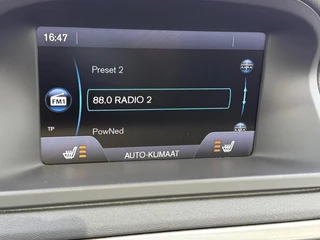 16:47
Preset 2
FM1
88.0 RADIO 2
TP
PowNed
AUTO-KLIMAAT